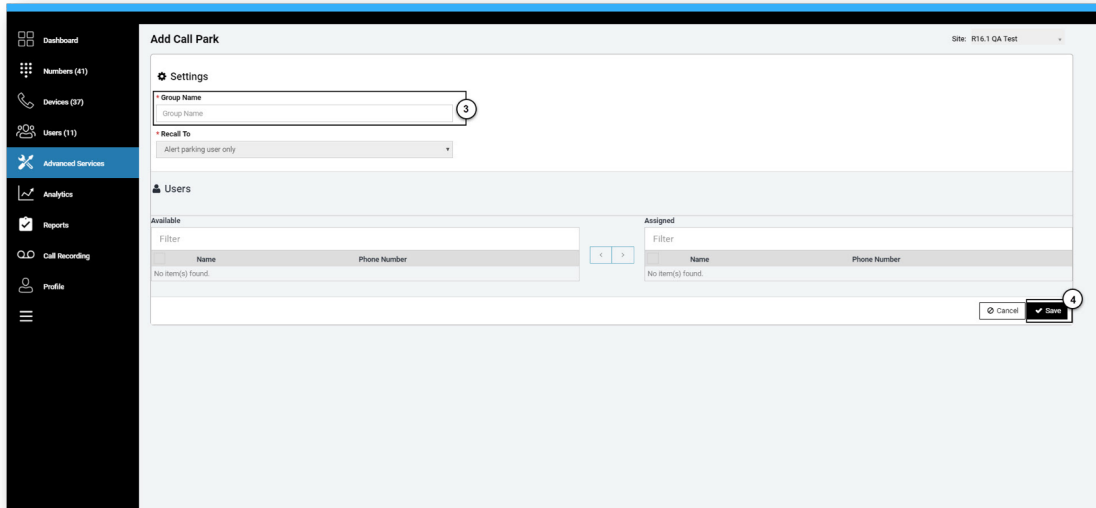 Dashboard
Numbers (41)
Devices (37)
Users (11)
Advanced Services
Analytics
Reports
Call Recording
Profile
Add Call Park
Site: R16.1 QA Test
Settings
* Group Name
Group Name
3
* Recall To
Alert parking user only
Users
Available
Filter
Name Phone Number
No item(s) found.
< >
Assigned
Filter
Name Phone Number
No item(s) found.
Cancel Save
4